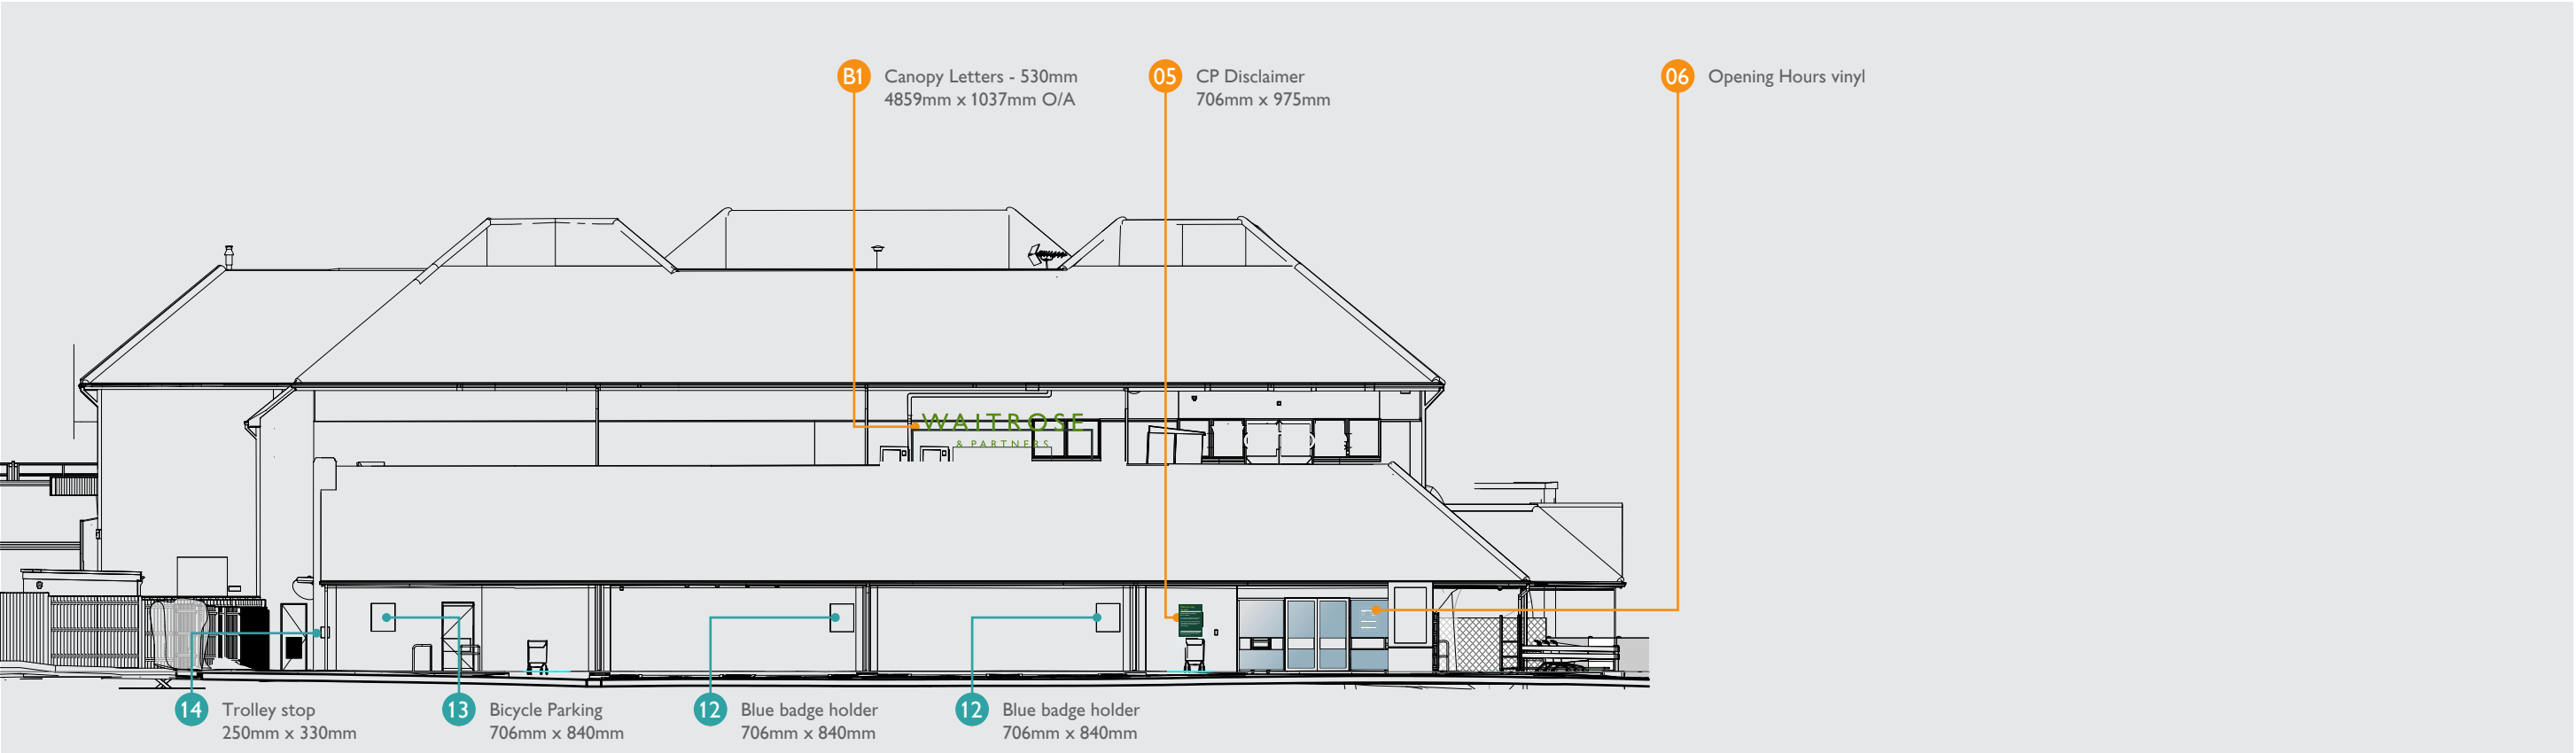 B1
Canopy Letters - 530mm
4859mm x 1037mm O/A
05
CP Disclaimer
706mm x 975mm
06
Opening Hours vinyl
WAITROSE
& PARTNERS
14
Trolley stop
250mm x 330mm
13
Bicycle Parking
706mm x 840mm
12
Blue badge holder
706mm x 840mm
12
Blue badge holder
706mm x 840mm